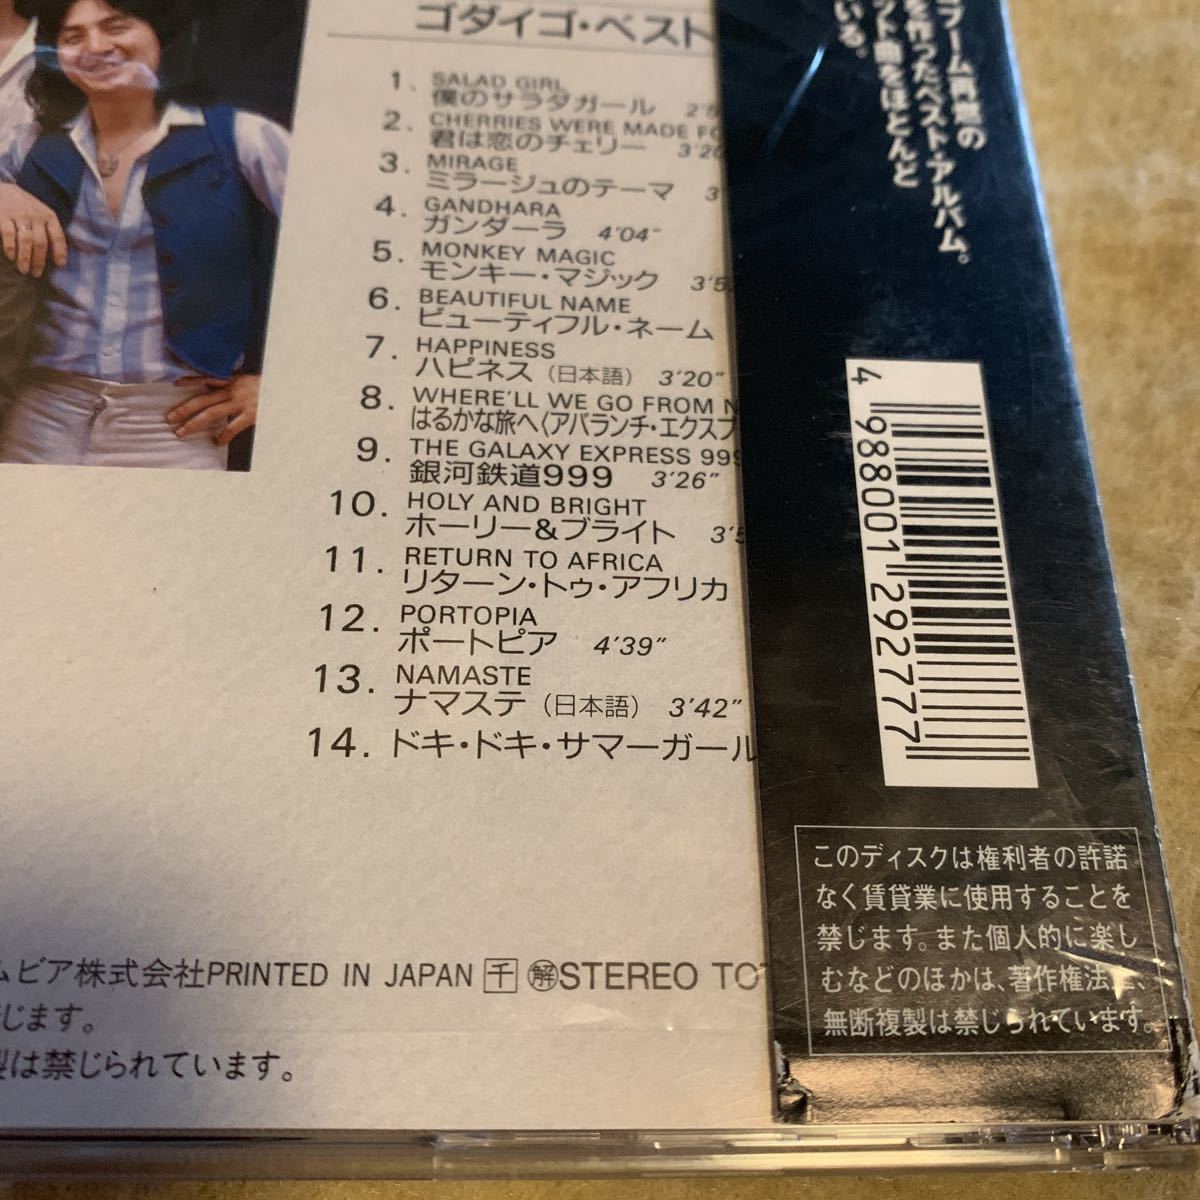 ゴダイゴ・ベスト
1. SALAD GIRL
僕のサラダガール
2. CHERRIES WERE MADE
君は恋のチェリー 3'20
3. MIRAGE
ミラージュのテーマ 3'
4. GANDHARA
ガンダーラ 4'04"
5. MONKEY MAGIC
モンキー・マジック 3'5
6. BEAUTIFUL NAME
ビューティフル・ネーム
7. HAPPINESS
ハピネス (日本語) 3'20"
8. WHERE'LL WE GO FROM N
はるかな旅へ〈アバランチ・エクスプ
9. THE GALAXY EXPRESS 999
銀河鉄道999 3'26"
10. HOLY AND BRIGHT
ホーリー&ブライト 3'5
11. RETURN TO AFRICA
リターン・トゥ・アフリカ
12. PORTOPIA
ポートピア 4'39"
13. NAMASTE
ナマステ (日本語) 3'42"
14. ドキ・ドキ・サマーガール
ムビア株式会社PRINTED IN JAPAN 千 解 STEREO TO
じます。
製は禁じられています。
ブーム再燃の
を作ったベスト・アルバム。
ット曲をほとんど
いる。
4 988001 292777
このディスクは権利者の許諾
なく賃貸業に使用することを
禁じます。また個人的に楽し
むなどのほかは、著作権法上、
無断複製は禁じられています。